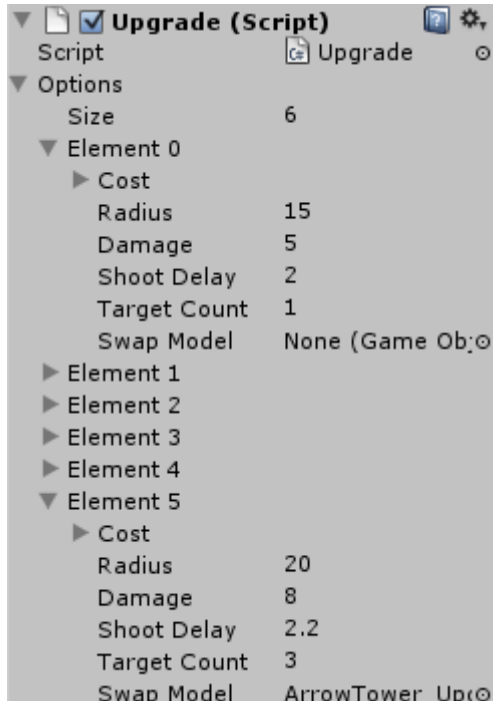 Upgrade (Script)
Script C# Upgrade
Options
Size 6
Element 0
Cost
Radius 15
Damage 5
Shoot Delay 2
Target Count 1
Swap Model None (Game Obj
Element 1
Element 2
Element 3
Element 4
Element 5
Cost
Radius 20
Damage 8
Shoot Delay 2.2
Target Count 3
Swap Model ArrowTower_Up